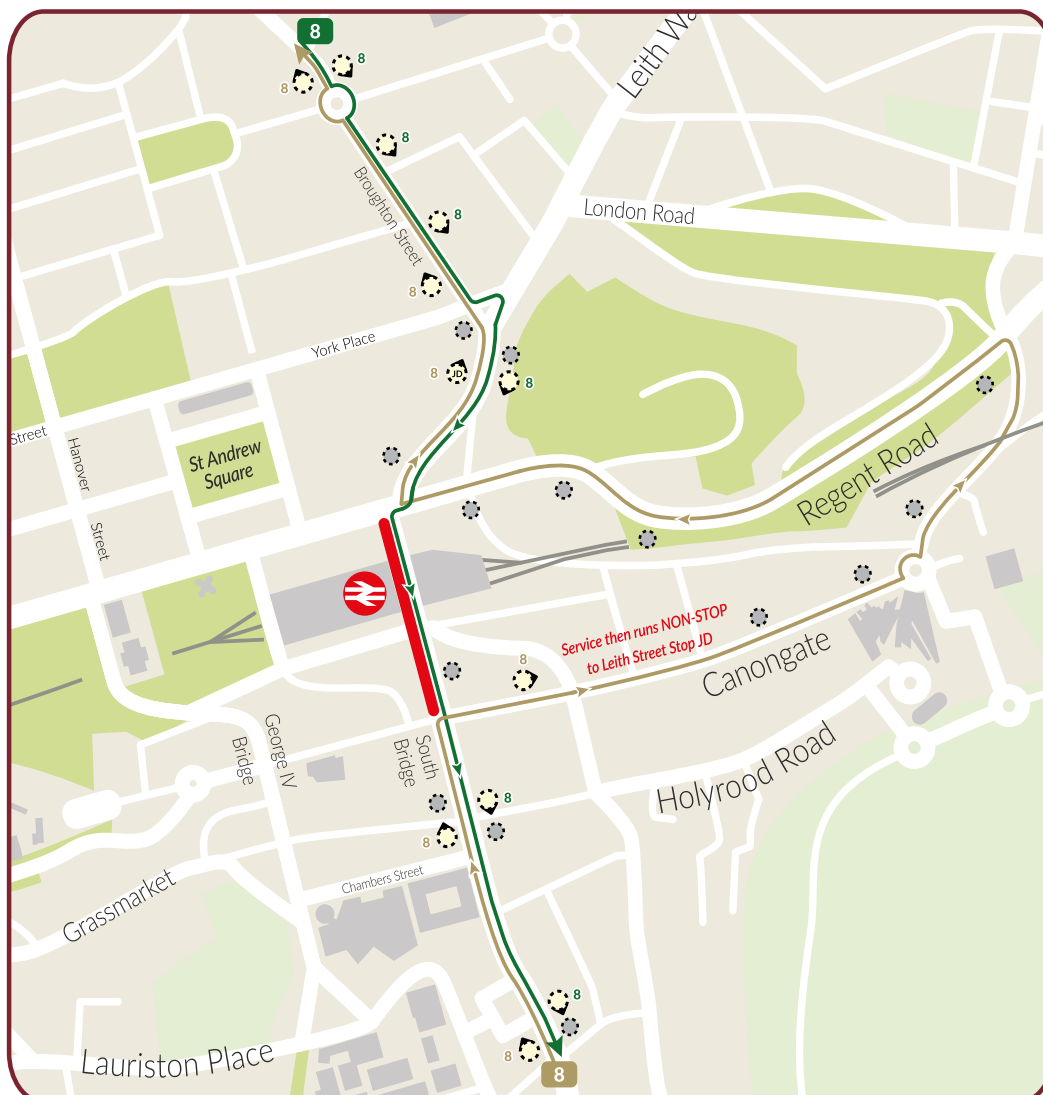 8
8
8
Leith Wa
8
Broughton Street
8
London Road
8
York Place
8
JD
8
Street
Hanover
Street
St Andrew
Square
Regent Road
Service then runs NON-STOP
to Leith Street Stop JD
8
Canongate
George IV
Bridge
South
Bridge
Holyrood Road
8
8
Chambers Street
Grassmarket
8
8
Lauriston Place
8